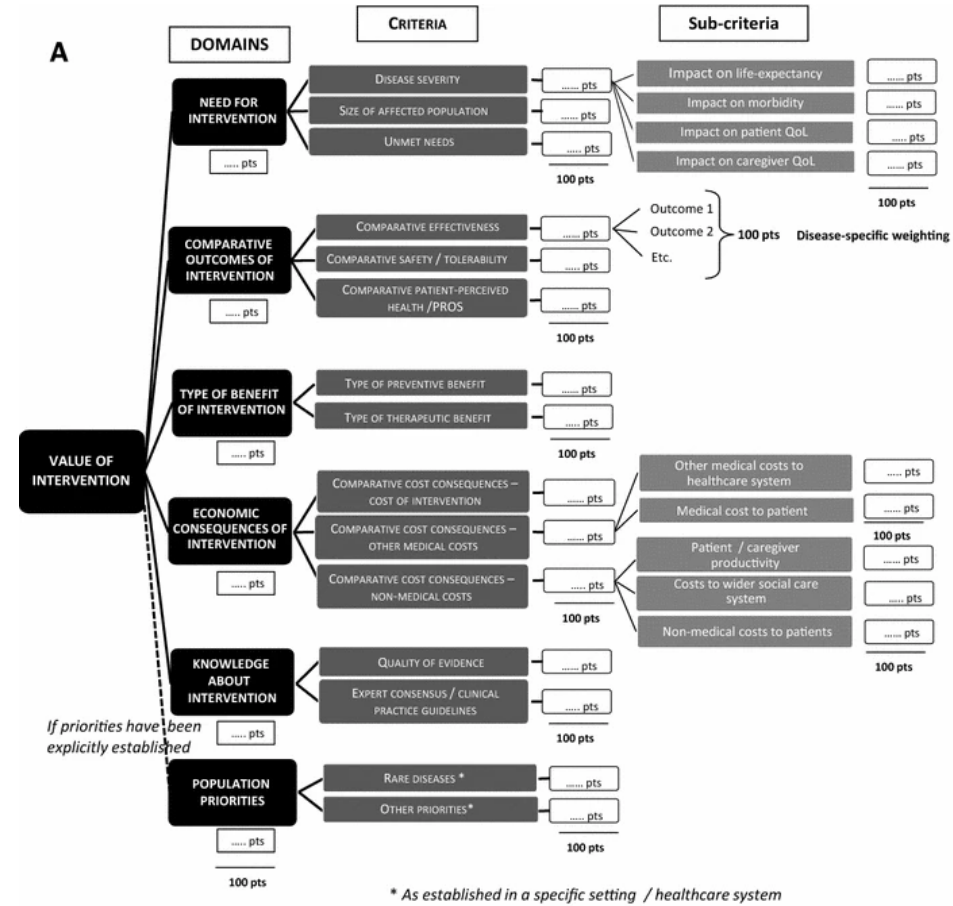 A
DOMAINS
CRITERIA
Sub-criteria
NEED FOR
INTERVENTION
..... pts
DISEASE SEVERITY
...... pts
SIZE OF AFFECTED POPULATION
...... pts
UNMET NEEDS
..... pts
100 pts
Impact on life-expectancy
...... pts
Impact on morbidity
...... pts
Impact on patient QoL
...... pts
Impact on caregiver QoL
...... pts
100 pts
COMPARATIVE
OUTCOMES OF
INTERVENTION
..... pts
COMPARATIVE EFFECTIVENESS
...... pts
COMPARATIVE SAFETY / TOLERABILITY
..... pts
COMPARATIVE PATIENT-PERCEIVED
HEALTH /PROS
...... pts
100 pts
Outcome 1
Outcome 2
Etc.
100 pts
Disease-specific weighting
TYPE OF BENEFIT
OF INTERVENTION
..... pts
TYPE OF PREVENTIVE BENEFIT
...... pts
TYPE OF THERAPEUTIC BENEFIT
...... pts
100 pts
VALUE OF
INTERVENTION
ECONOMIC
CONSEQUENCES OF
INTERVENTION
..... pts
COMPARATIVE COST CONSEQUENCES –
COST OF INTERVENTION
...... pts
COMPARATIVE COST CONSEQUENCES –
OTHER MEDICAL COSTS
...... pts
COMPARATIVE COST CONSEQUENCES –
NON-MEDICAL COSTS
..... pts
100 pts
Other medical costs to
healthcare system
..... pts
Medical cost to patient
...... pts
100 pts
Patient / caregiver
productivity
...... pts
Costs to wider social care
system
..... pts
Non-medical costs to patients
...... pts
100 pts
KNOWLEDGE
ABOUT
INTERVENTION
..... pts
QUALITY OF EVIDENCE
...... pts
EXPERT CONSENSUS / CLINICAL
PRACTICE GUIDELINES
...... pts
100 pts
If priorities have been
explicitly established
POPULATION
PRIORITIES
..... pts
100 pts
RARE DISEASES *
...... pts
OTHER PRIORITIES*
..... pts
100 pts
* As established in a specific setting / healthcare system